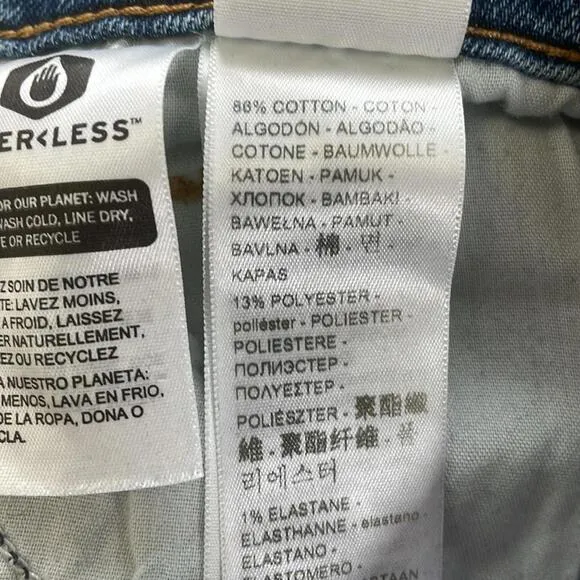 ER<LESS™
OR OUR PLANET: WASH
WASH COLD, LINE DRY,
E OR RECYCLE
Z SOIN DE NOTRE
TE: LAVEZ MOINS,
A FROID, LAISSEZ
ER NATURELLEMENT,
EZ OU RECYCLEZ
A NUESTRO PLANETA:
MENOS, LAVA EN FRIO,
DE LA ROPA, DONA O
CLA.
86% COTTON - COTON -
ALGODÓN - ALGODÃO -
COTONE - BAUMWOLLE -
KATOEN - PAMUK -
ХЛОПОК - ΒΑΜΒΑΚΙ -
BAWEŁNA - PAMUT -
BAVLNA - 棉 - 면 -
KAPAS
13% POLYESTER -
poliéster - POLIESTER -
POLIESTERE -
ПОЛИЭСТЕР -
ΠΟΛΥΕΣΤΕΡ -
POLIÉSZTER - 聚酯纖
維 - 聚酯纤维 - 폴
리에스터
1% ELASTANE -
ELASTHANNE - elastano -
ELASTANO -
ELASTOMERO -